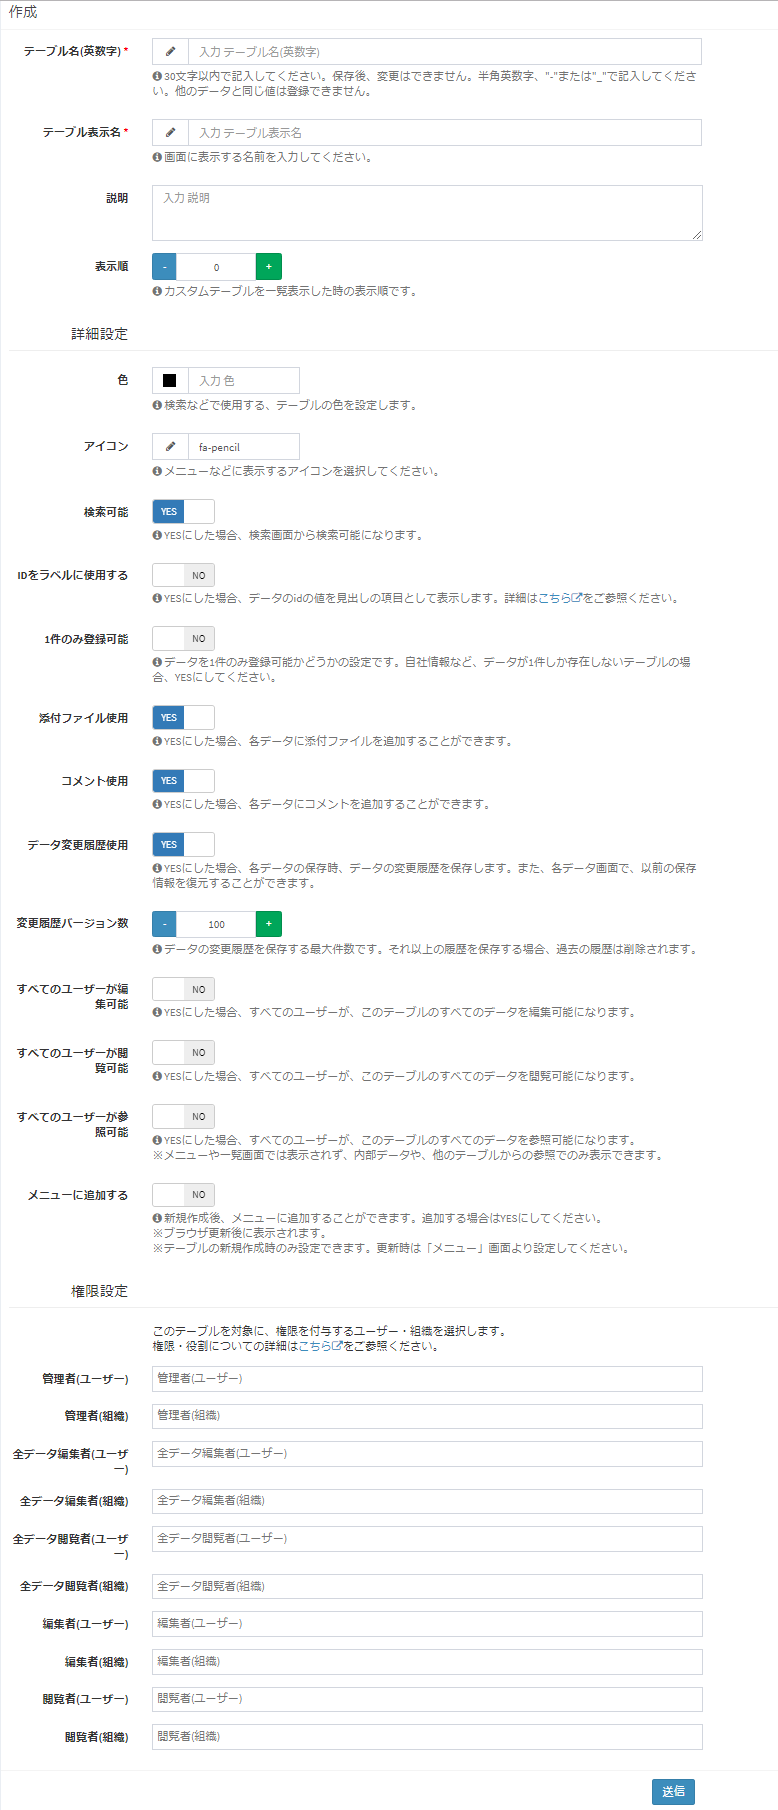 作成
テーブル名(英数字) *
入力 テーブル名(英数字)
30文字以内で記入してください。保存後、変更はできません。半角英数字、"-"または"_"で記入してくださ
い。他のデータと同じ値は登録できません。
テーブル表示名 *
入力 テーブル表示名
画面に表示する名前を入力してください。
説明
入力 説明
表示順
- 0 +
カスタムテーブルを一覧表示した時の表示順です。
詳細設定
色
入力 色
検索などで使用する、テーブルの色を設定します。
アイコン
fa-pencil
メニューなどに表示するアイコンを選択してください。
検索可能
YES
YESにした場合、検索画面から検索可能になります。
IDをラベルに使用する
NO
YESにした場合、データのidの値を見出しの項目として表示します。詳細はこちらをご参照ください。
1件のみ登録可能
NO
データを1件のみ登録可能かどうかの設定です。自社情報など、データが1件しか存在しないテーブルの場
合、YESにしてください。
添付ファイル使用
YES
YESにした場合、各データに添付ファイルを追加することができます。
コメント使用
YES
YESにした場合、各データにコメントを追加することができます。
データ変更履歴使用
YES
YESにした場合、各データの保存時、データの変更履歴を保存します。また、各データ画面で、以前の保存
情報を復元することができます。
変更履歴バージョン数
- 100 +
データの変更履歴を保存する最大件数です。それ以上の履歴を保存する場合、過去の履歴は削除されます。
すべてのユーザーが編
集可能
NO
YESにした場合、すべてのユーザーが、このテーブルのすべてのデータを編集可能になります。
すべてのユーザーが閲
覧可能
NO
YESにした場合、すべてのユーザーが、このテーブルのすべてのデータを閲覧可能になります。
すべてのユーザーが参
照可能
NO
YESにした場合、すべてのユーザーが、このテーブルのすべてのデータを参照可能になります。
※メニューや一覧画面では表示されず、内部データや、他のテーブルからの参照でのみ表示できます。
メニューに追加する
NO
新規作成後、メニューに追加することができます。追加する場合はYESにしてください。
※ブラウザ更新後に表示されます。
※テーブルの新規作成時のみ設定できます。更新時は「メニュー」画面より設定してください。
権限設定
このテーブルを対象に、権限を付与するユーザー・組織を選択します。
権限・役割についての詳細はこちらをご参照ください。
管理者(ユーザー)
管理者(ユーザー)
管理者(組織)
管理者(組織)
全データ編集者(ユーザ
ー)
全データ編集者(ユーザー)
全データ編集者(組織)
全データ編集者(組織)
全データ閲覧者(ユーザ
ー)
全データ閲覧者(ユーザー)
全データ閲覧者(組織)
全データ閲覧者(組織)
編集者(ユーザー)
編集者(ユーザー)
編集者(組織)
編集者(組織)
閲覧者(ユーザー)
閲覧者(ユーザー)
閲覧者(組織)
閲覧者(組織)
送信